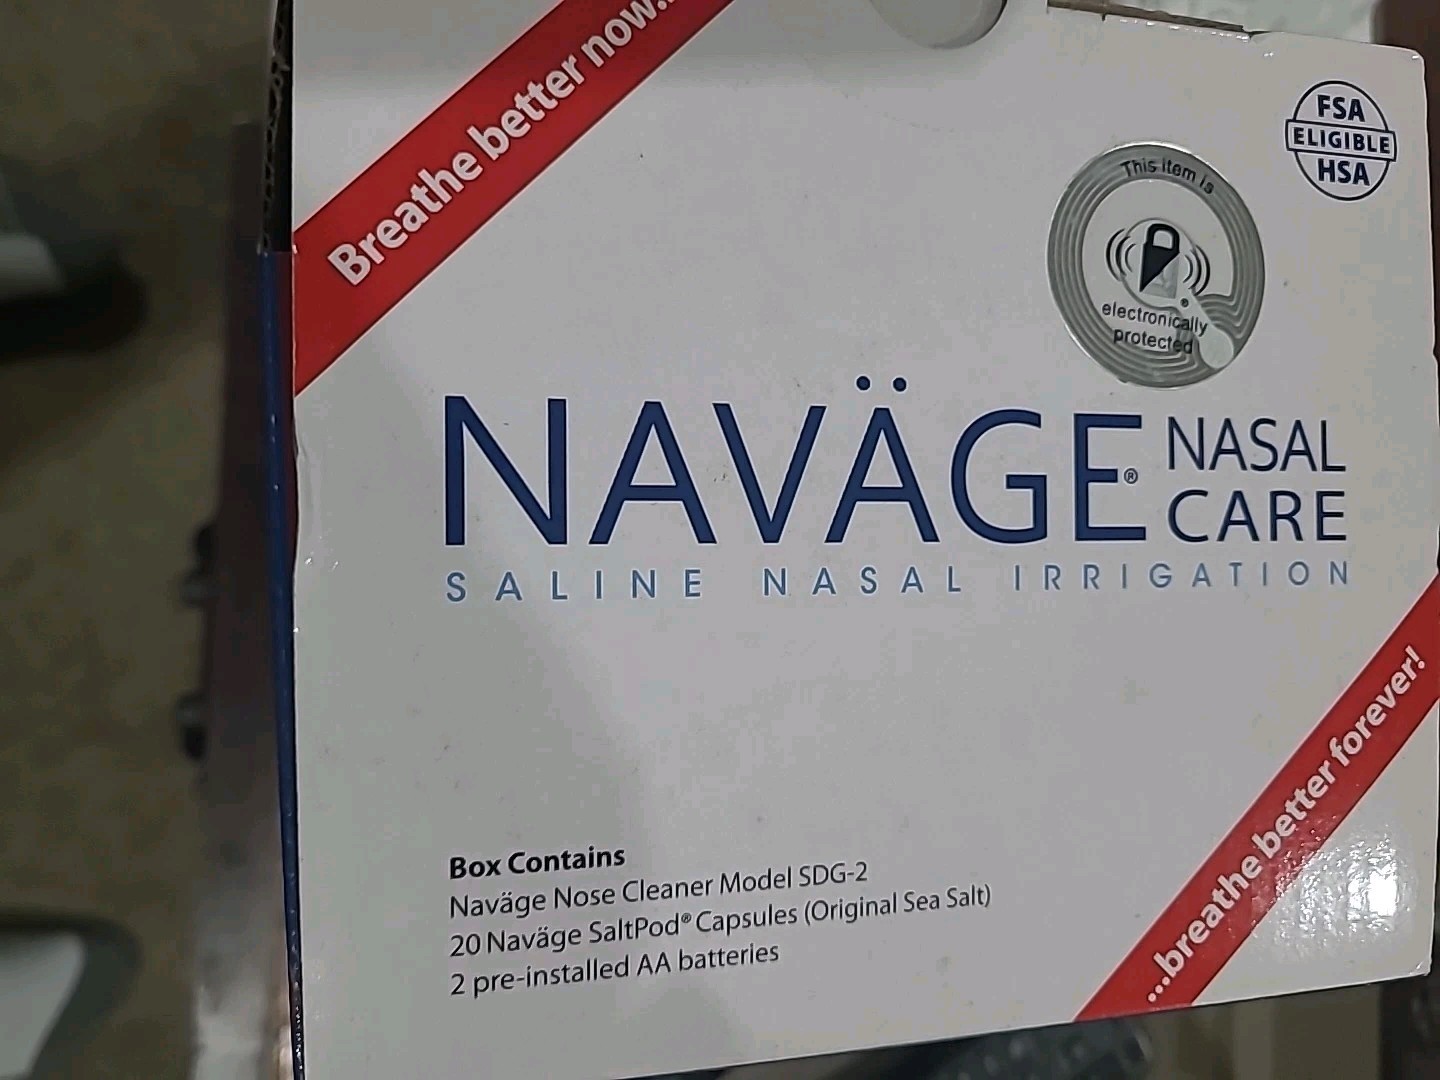 Breathe better now...
FSA
ELIGIBLE
HSA
This item is
electronically
protected
NAVÄGE® NASAL
CARE
SALINE NASAL IRRIGATION
...breathe better forever!
Box Contains
Naväge Nose Cleaner Model SDG-2
20 Naväge SaltPod® Capsules (Original Sea Salt)
2 pre-installed AA batteries